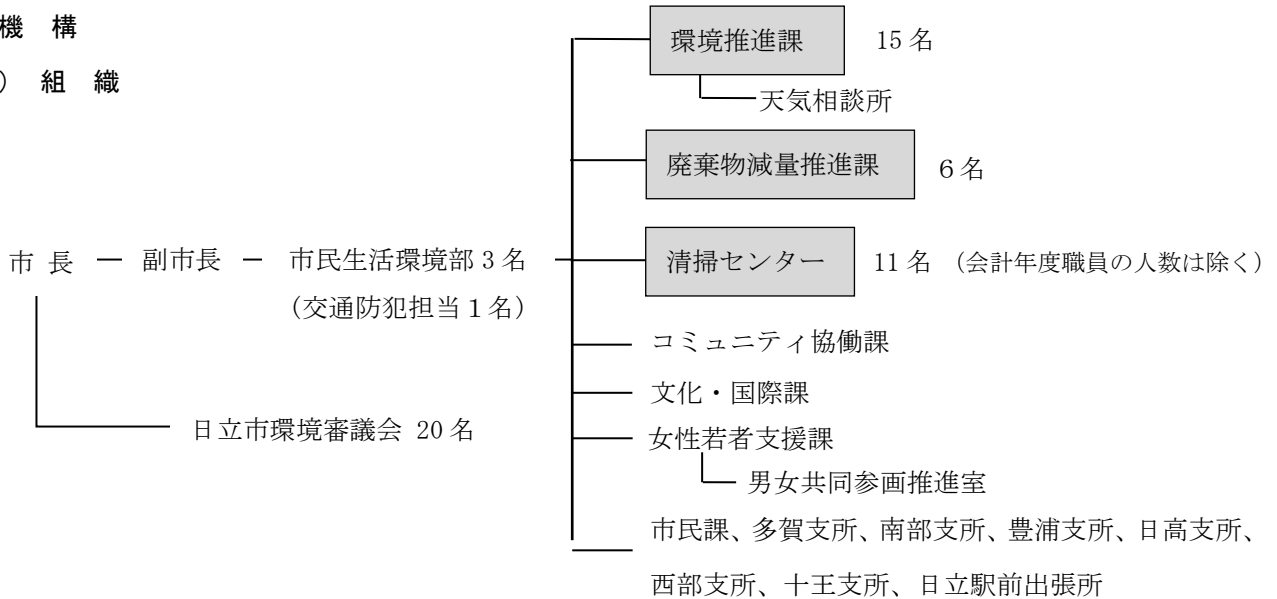 機 構
） 組 織
環境推進課 15名
天気相談所
廃棄物減量推進課 6名
市 長 ー 副市長 ー 市民生活環境部3名
（交通防犯担当1名）
清掃センター 11名 （会計年度職員の人数は除く）
コミュニティ協働課
文化・国際課
日立市環境審議会 20名
女性若者支援課
男女共同参画推進室
市民課、多賀支所、南部支所、豊浦支所、日高支所、
西部支所、十王支所、日立駅前出張所